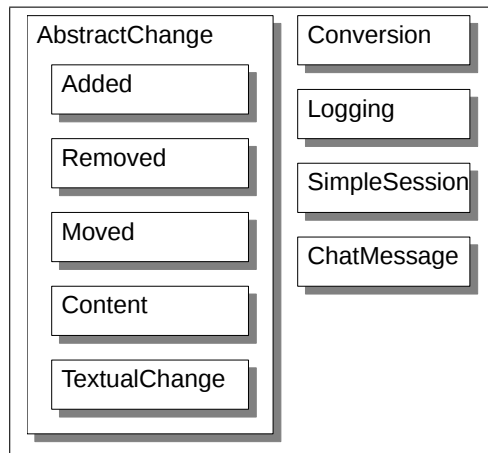 AbstractChange
Added
Removed
Moved
Content
TextualChange
Conversion
Logging
SimpleSession
ChatMessage